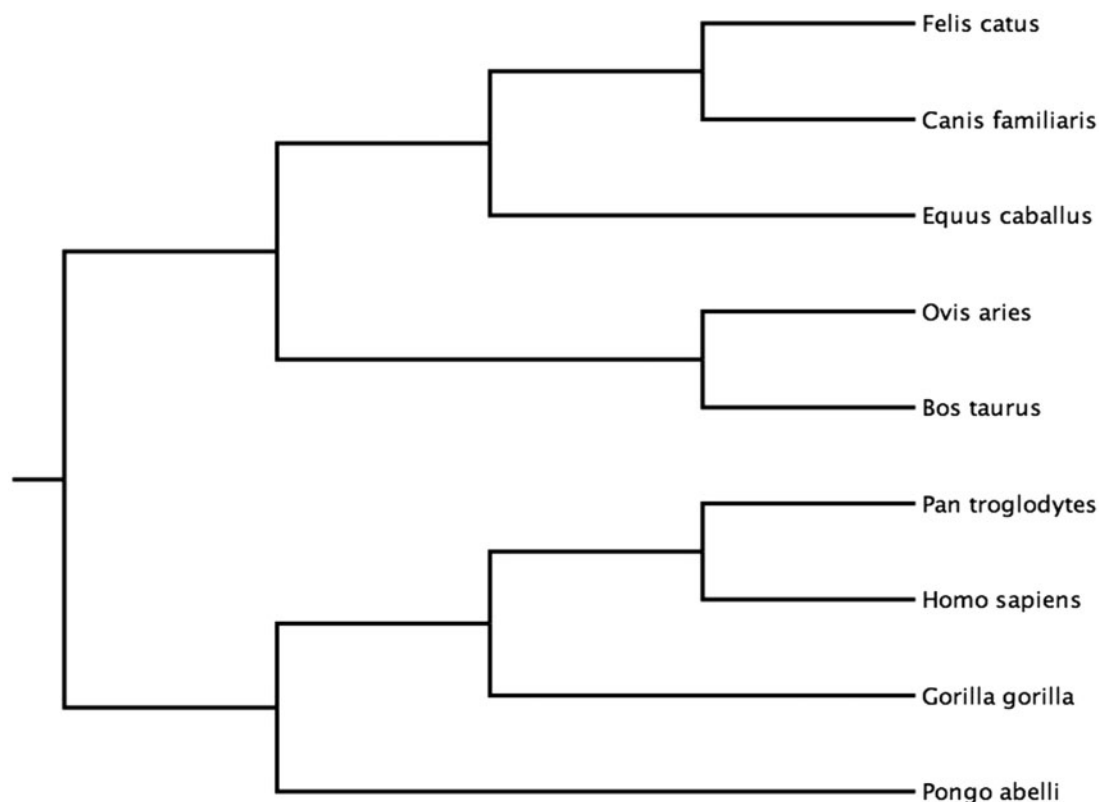 Felis catus
Canis familiaris
Equus caballus
Ovis aries
Bos taurus
Pan troglodytes
Homo sapiens
Gorilla gorilla
Pongo abelli